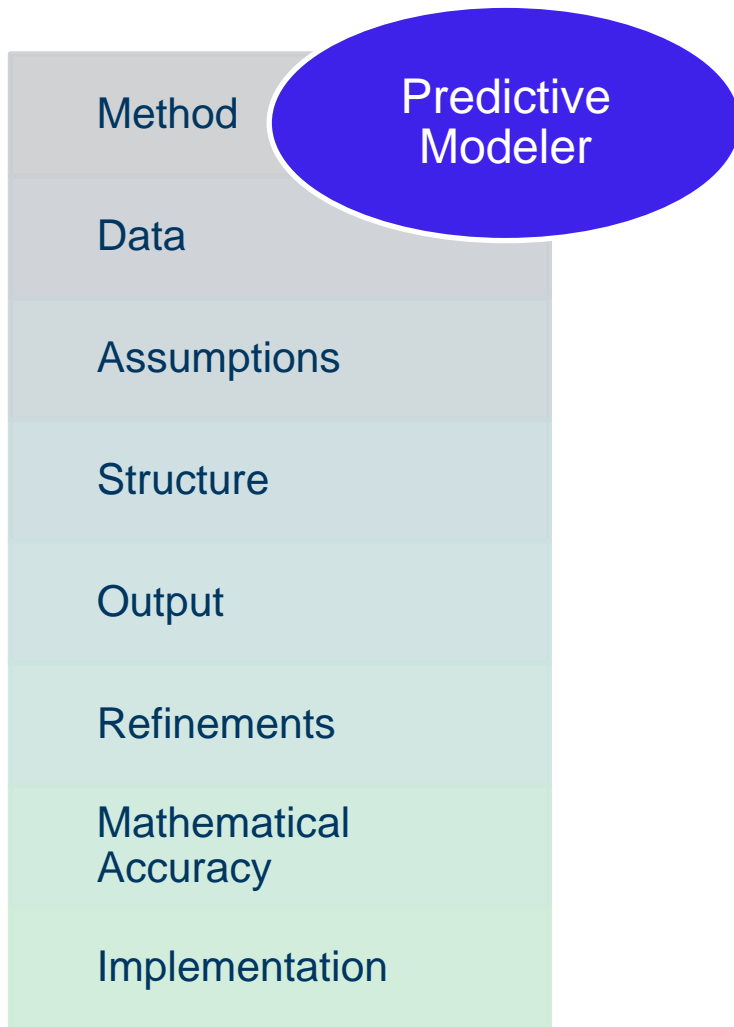 Predictive
Modeler
Method
Data
Assumptions
Structure
Output
Refinements
Mathematical
Accuracy
Implementation